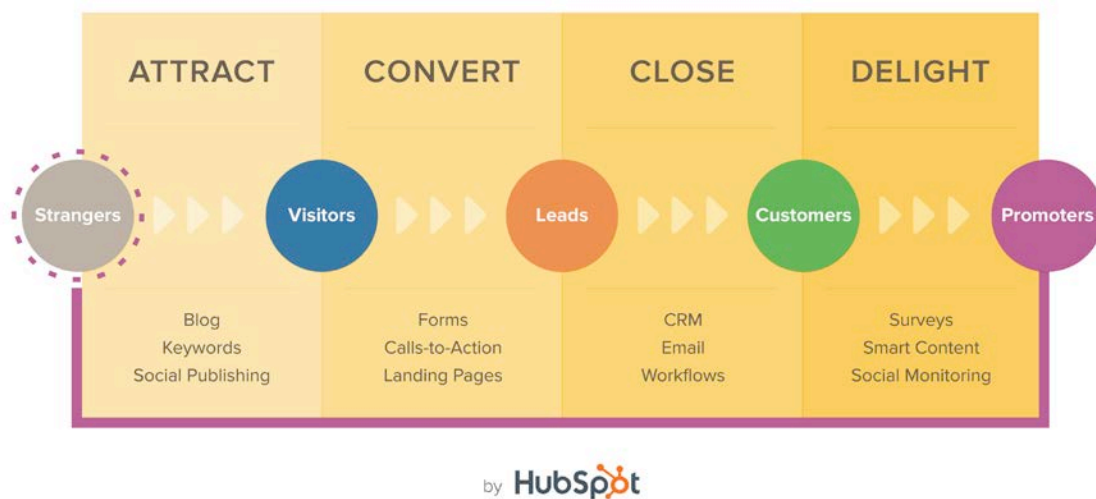 ATTRACT
CONVERT
CLOSE
DELIGHT
Strangers
Visitors
Leads
Customers
Promoters
Blog
Keywords
Social Publishing
Forms
Calls-to-Action
Landing Pages
CRM
Email
Workflows
Surveys
Smart Content
Social Monitoring
by HubSpot